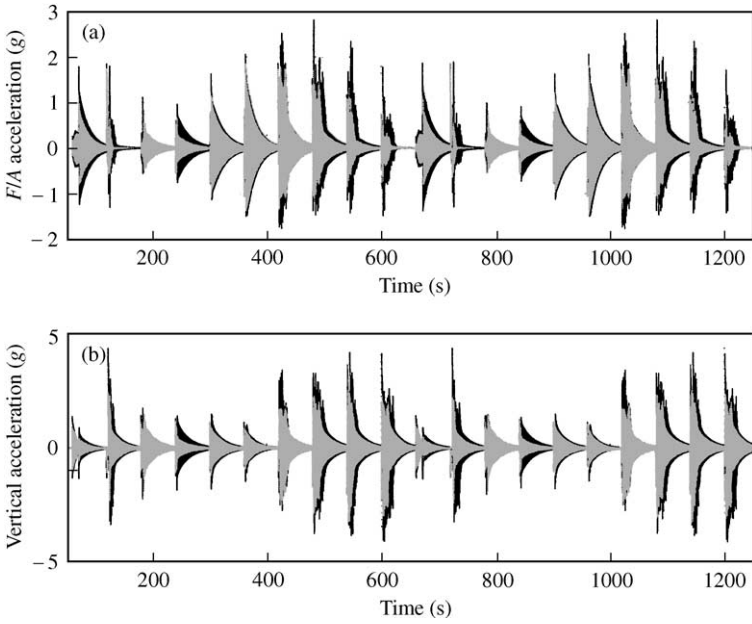 (a)
F/A acceleration (g)
3
2
1
0
−1
−2
200 400 600 800 1000 1200
Time (s)
(b)
Vertical acceleration (g)
5
0
−5
200 400 600 800 1000 1200
Time (s)